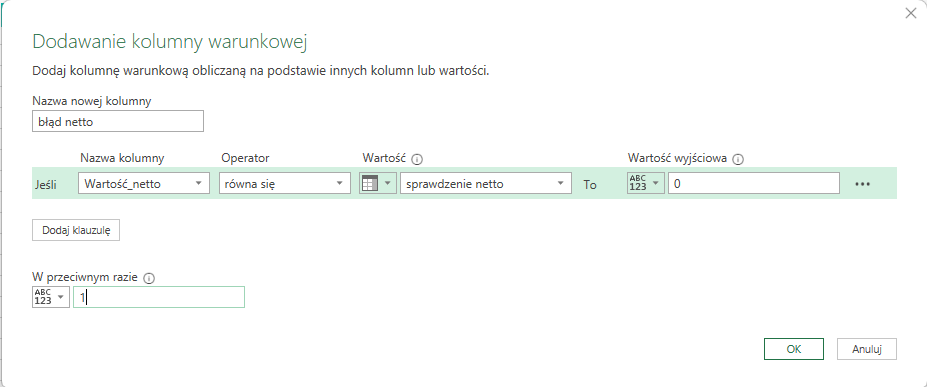 Dodawanie kolumny warunkowej
Dodaj kolumnę warunkową obliczaną na podstawie innych kolumn lub wartości.
Nazwa nowej kolumny
błąd netto
Nazwa kolumny Operator Wartość Wartość wyjściowa
Jeśli Wartość_netto równa się sprawdzenie netto To ABC 123 0 ...
Dodaj klauzulę
W przeciwnym razie
ABC 123 1
OK Anuluj